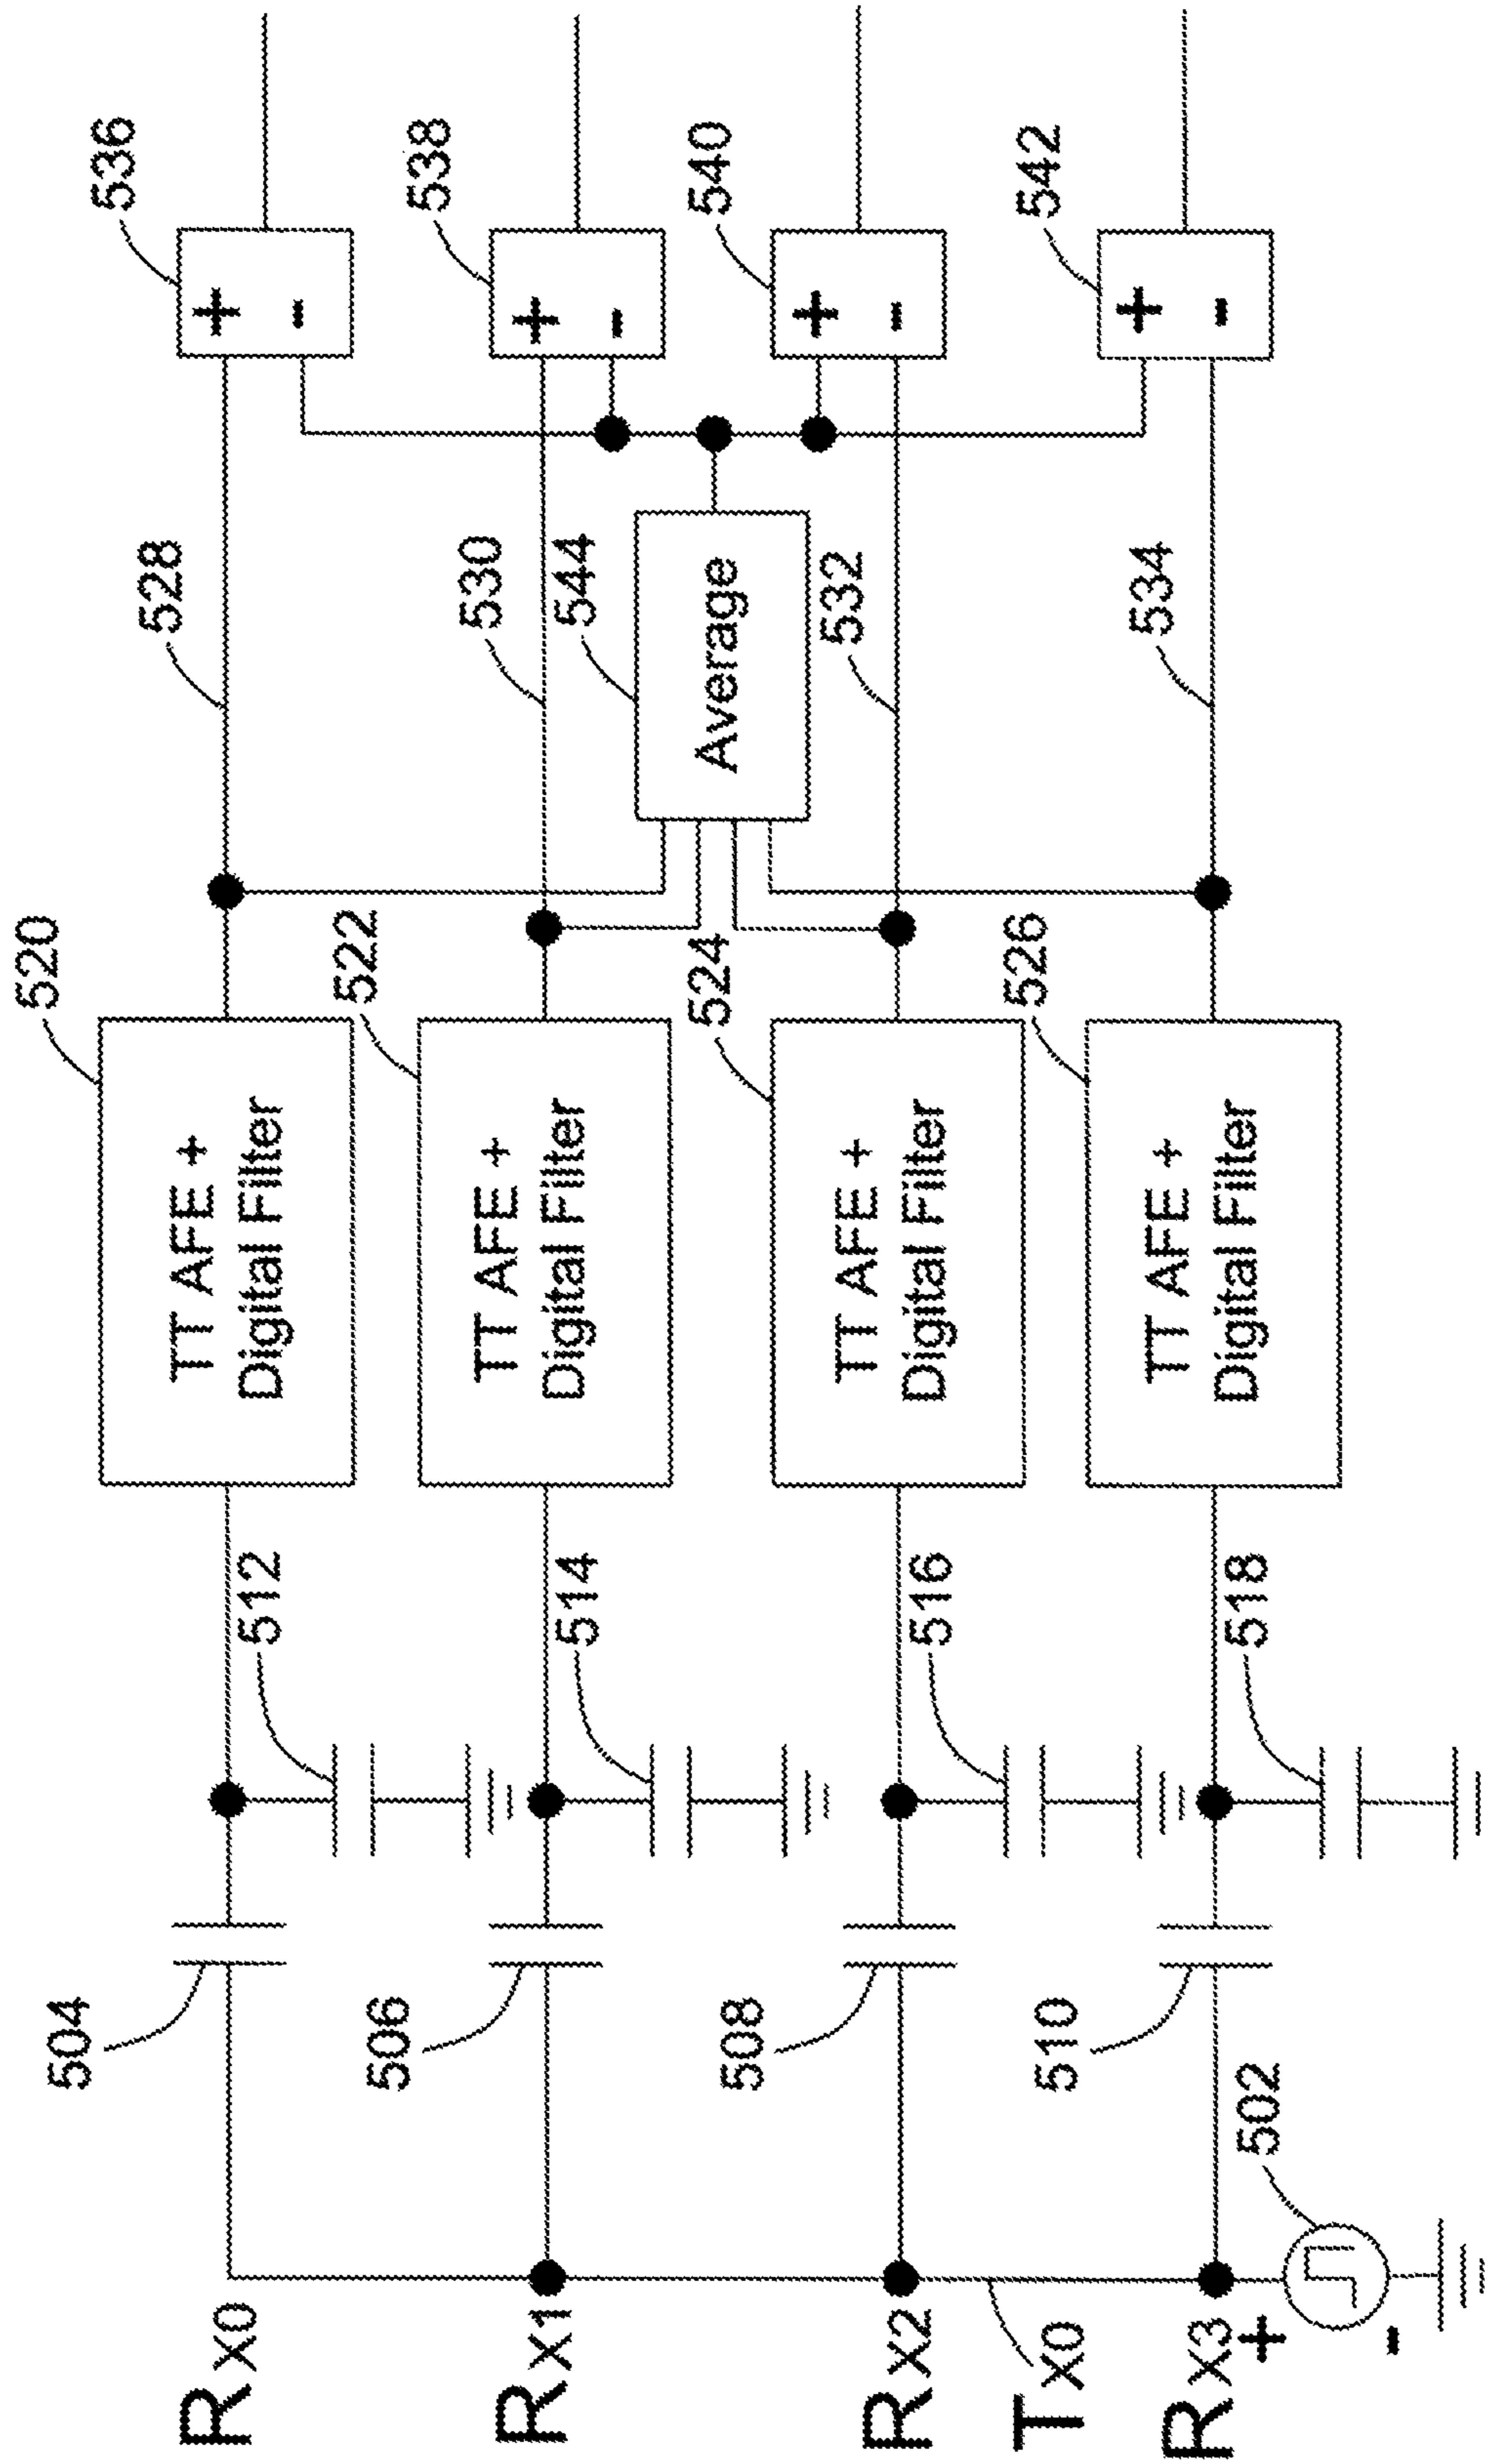 Rx0
504
512
TT AFE +
Digital Filter
520
528
536
+
-
Rx1
506
514
TT AFE +
Digital Filter
522
530
538
+
-
544
Average
Rx2
508
516
TT AFE +
Digital Filter
524
532
540
+
-
Tx0
Rx3
510
518
TT AFE +
Digital Filter
526
534
542
+
-
502
+
-